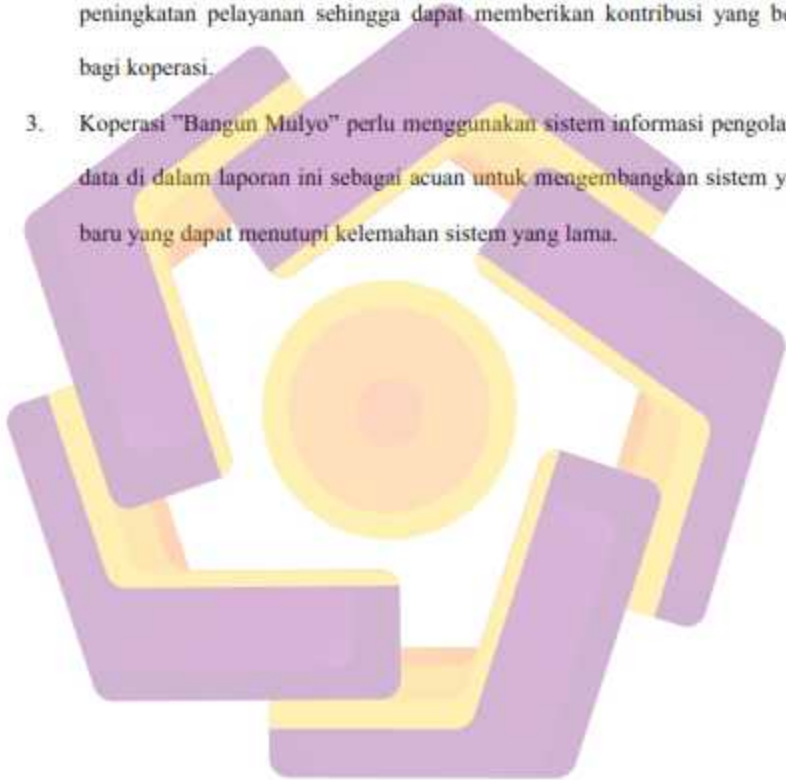 peningkatan pelayanan sehingga dapat memberikan kontribusi yang
bagi koperasi.
3. Koperasi ”Bangun Mulyo” perlu menggunakan sistem informasi
data di dalam laporan ini sebagai acuan untuk mengembangkan sistem
baru yang dapat menutupi kelemahan sistem yang lama.